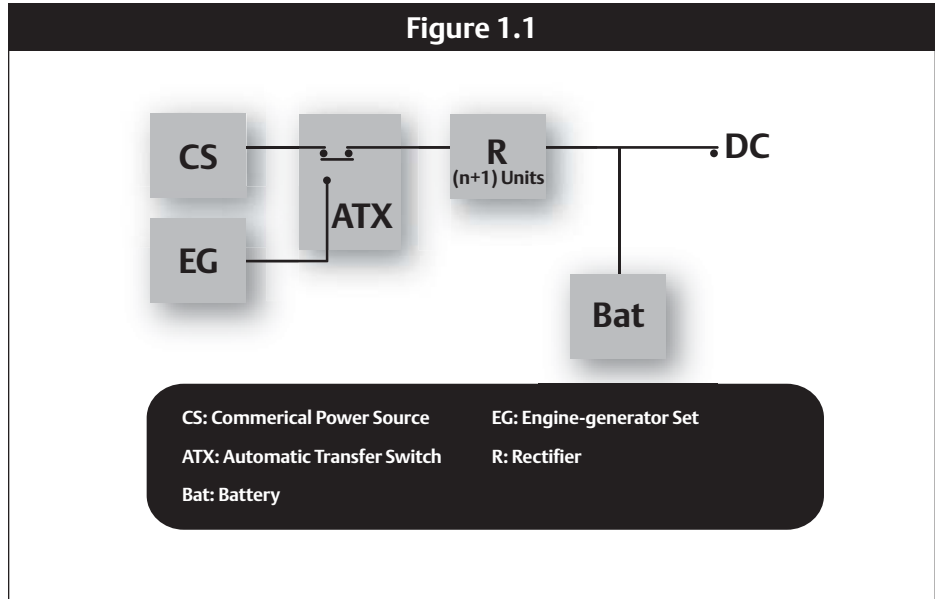 Figure 1.1
CS
R
(n+1) Units
DC
ATX
EG
Bat
CS: Commerical Power Source
EG: Engine-generator Set
ATX: Automatic Transfer Switch
R: Rectifier
Bat: Battery